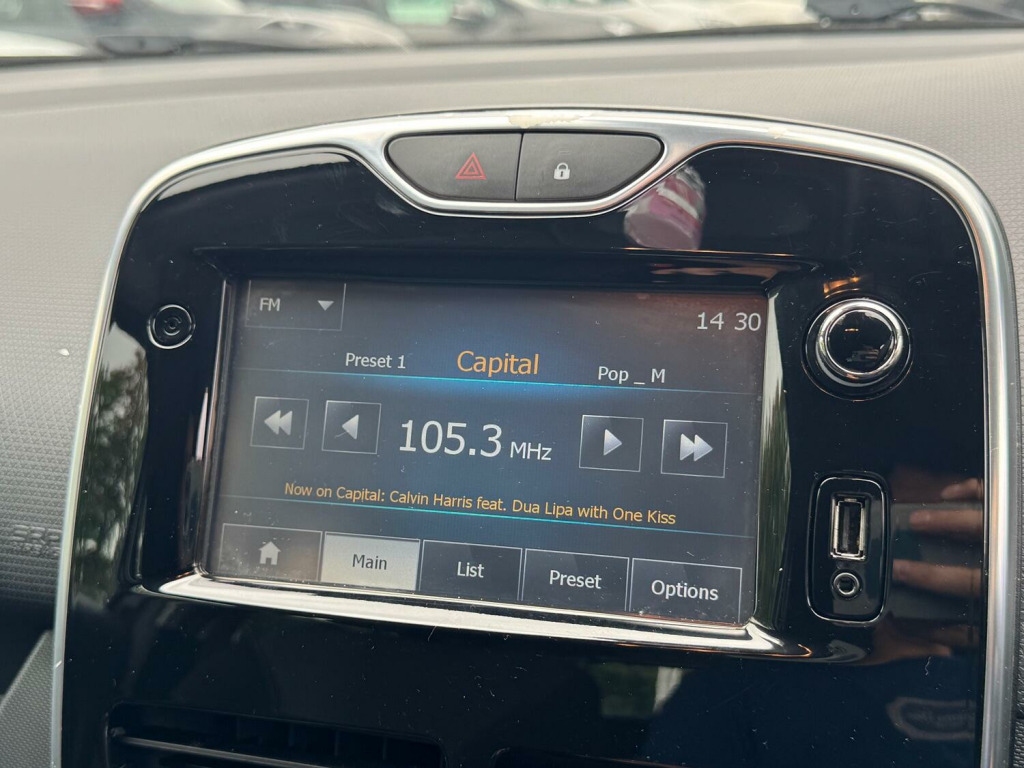 FM
14 30
Preset 1 Capital Pop _ M
105.3 MHz
Now on Capital: Calvin Harris feat. Dua Lipa with One Kiss
Main List Preset Options